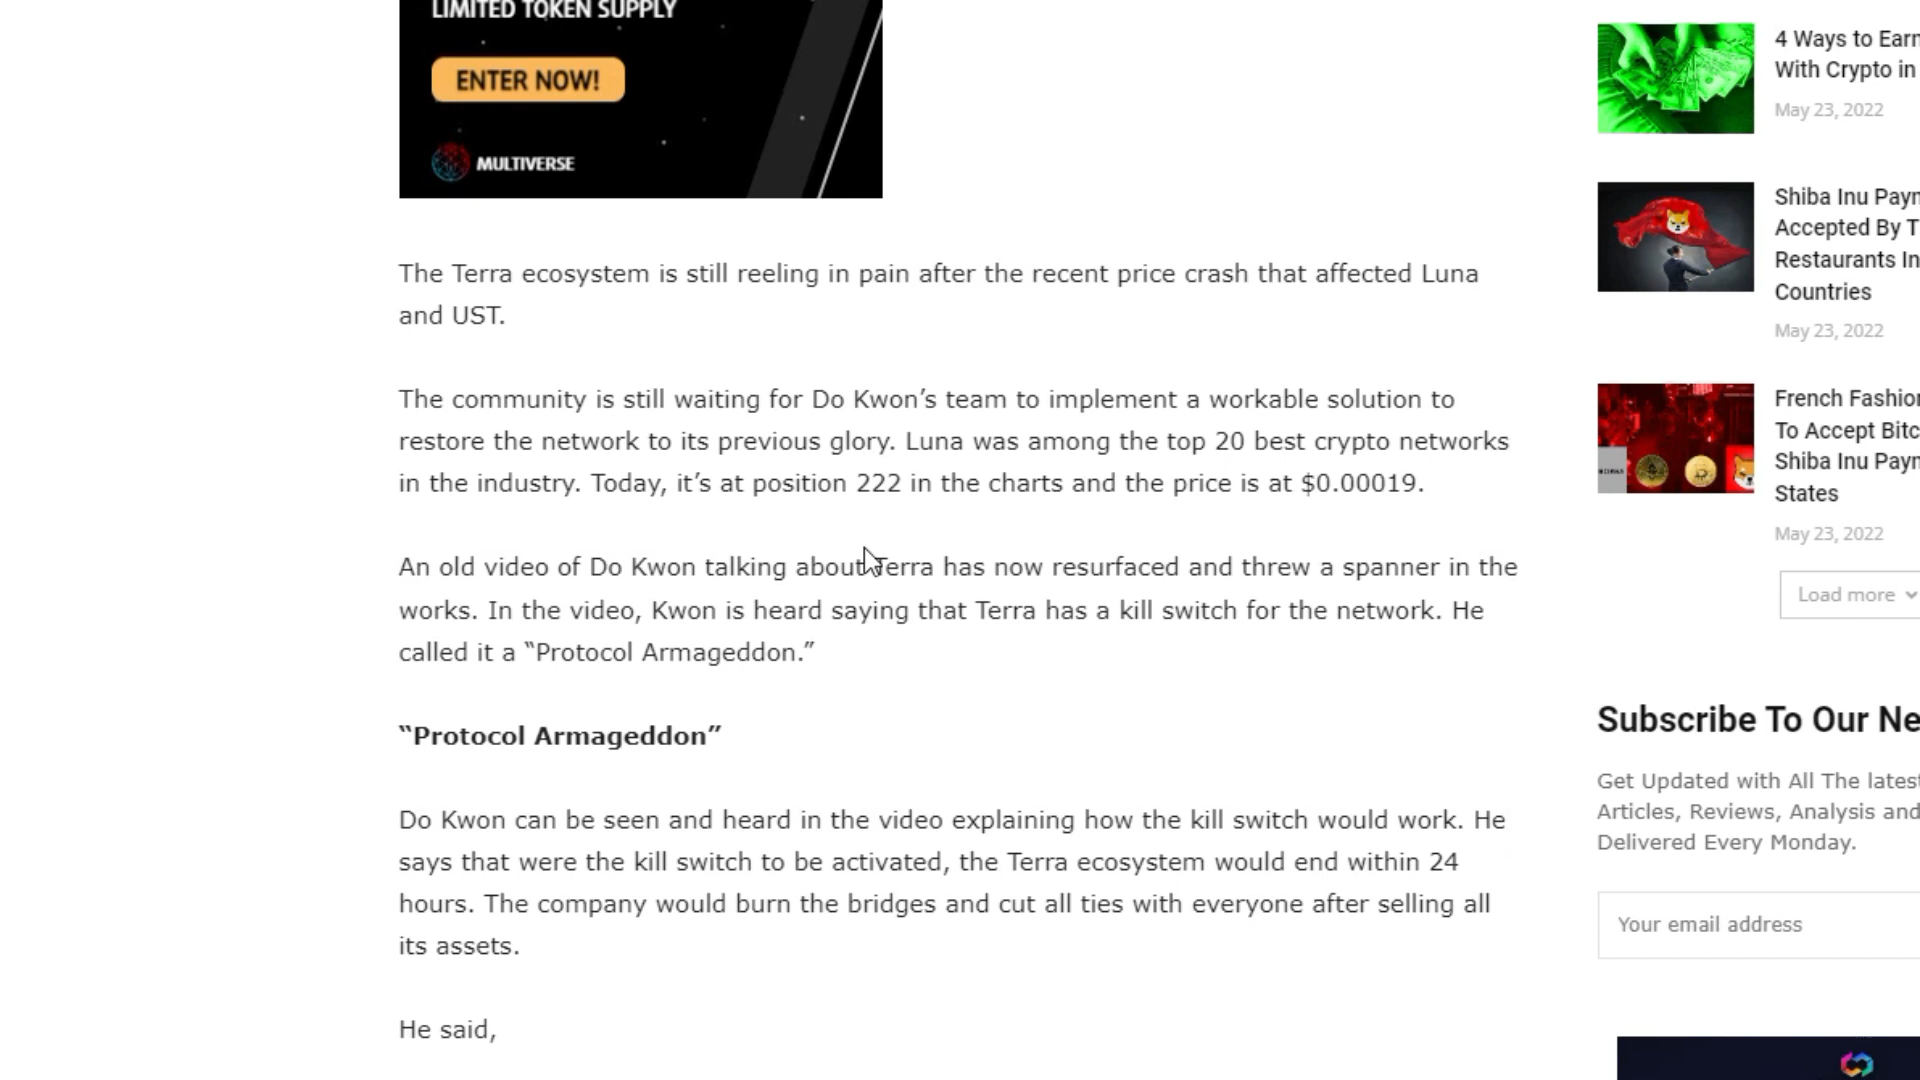 LIMITED TOKEN SUPPLY
ENTER NOW!
MULTIVERSE
The Terra ecosystem is still reeling in pain after the recent price crash that affected Luna
and UST.
The community is still waiting for Do Kwon’s team to implement a workable solution to
restore the network to its previous glory. Luna was among the top 20 best crypto networks
in the industry. Today, it’s at position 222 in the charts and the price is at $0.00019.
An old video of Do Kwon talking about Terra has now resurfaced and threw a spanner in the
works. In the video, Kwon is heard saying that Terra has a kill switch for the network. He
called it a “Protocol Armageddon.”
“Protocol Armageddon”
Do Kwon can be seen and heard in the video explaining how the kill switch would work. He
says that were the kill switch to be activated, the Terra ecosystem would end within 24
hours. The company would burn the bridges and cut all ties with everyone after selling all
its assets.
He said,
4 Ways to Earn
With Crypto in
May 23, 2022
Shiba Inu Paym
Accepted By T
Restaurants In
Countries
May 23, 2022
French Fashion
To Accept Bitc
Shiba Inu Paym
States
May 23, 2022
Load more
Subscribe To Our Ne
Get Updated with All The latest
Articles, Reviews, Analysis and
Delivered Every Monday.
Your email address